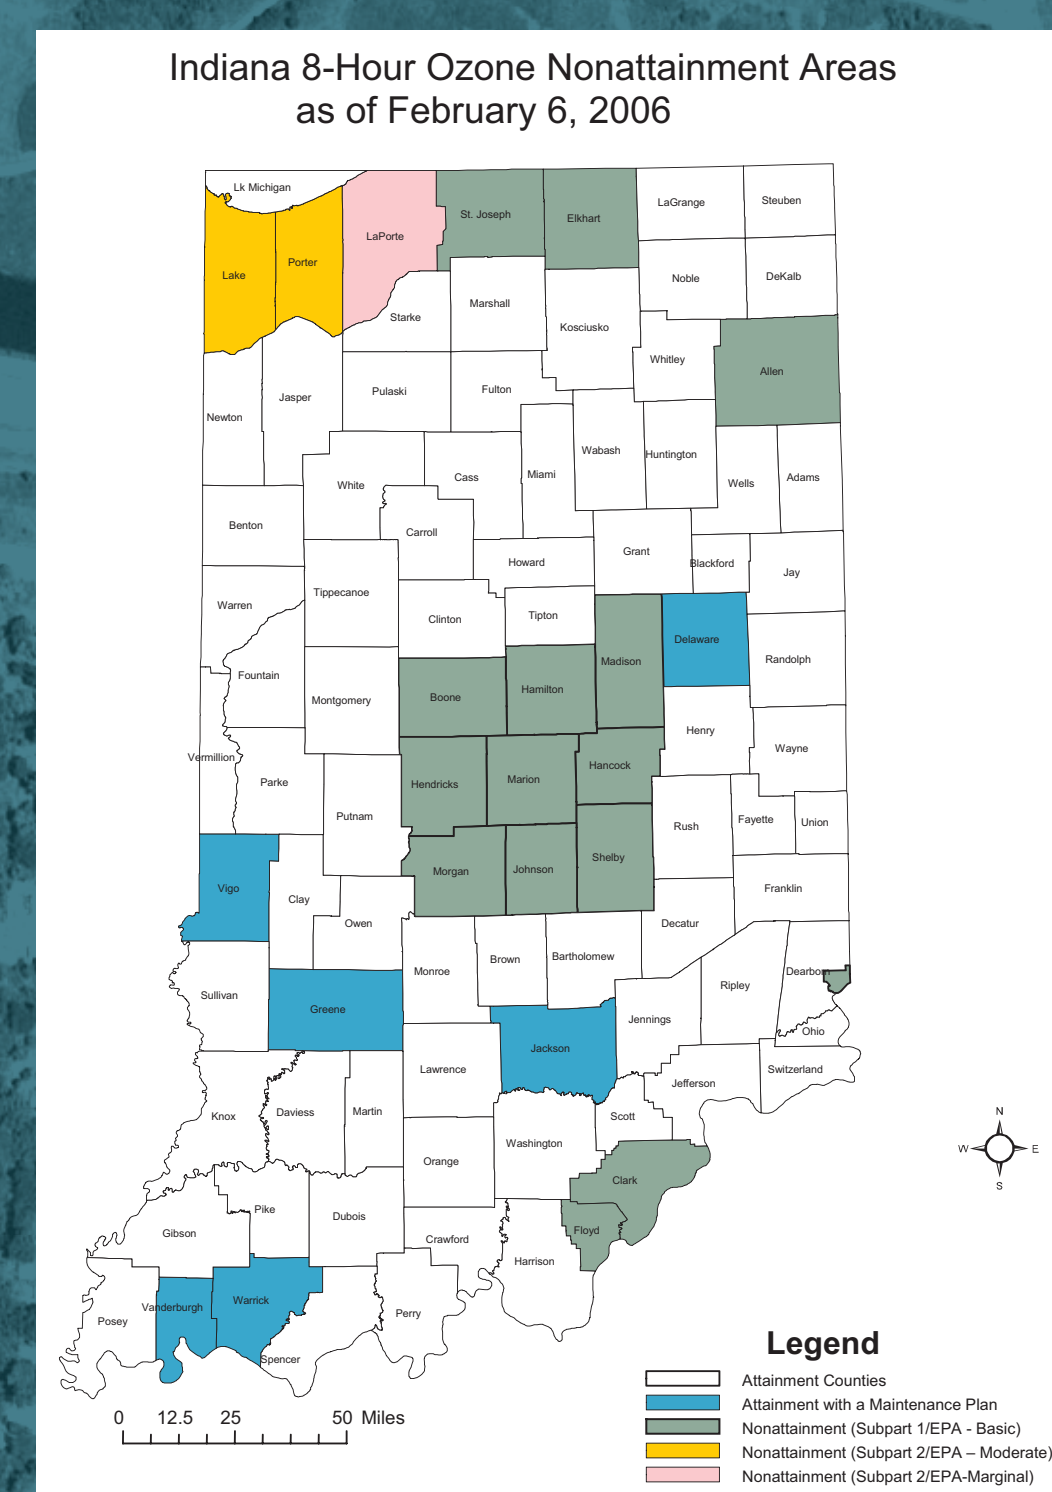 Indiana 8-Hour Ozone Nonattainment Areas
as of February 6, 2006
Lk Michigan
LaPorte
St. Joseph
Elkhart
LaGrange
Steuben
Lake
Porter
Starke
Marshall
Kosciusko
Noble
DeKalb
Whitley
Allen
Newton
Jasper
Pulaski
Fulton
White
Cass
Miami
Wabash
Huntington
Wells
Adams
Benton
Carroll
Howard
Grant
Blackford
Jay
Warren
Tippecanoe
Clinton
Tipton
Madison
Delaware
Randolph
Fountain
Montgomery
Boone
Hamilton
Henry
Wayne
Vermillion
Parke
Putnam
Hendricks
Marion
Hancock
Rush
Fayette
Union
Vigo
Clay
Owen
Morgan
Johnson
Shelby
Decatur
Franklin
Sullivan
Greene
Monroe
Brown
Bartholomew
Jennings
Ripley
Dearborn
Ohio
Switzerland
Jefferson
Jackson
Lawrence
Knox
Daviess
Martin
Orange
Washington
Scott
Clark
Floyd
Harrison
Crawford
Gibson
Pike
Dubois
Posey
Vanderburgh
Warrick
Spencer
Perry
N
W E
S
0 12.5 25 50 Miles
Legend
Attainment Counties
Attainment with a Maintenance Plan
Nonattainment (Subpart 1/EPA - Basic)
Nonattainment (Subpart 2/EPA – Moderate)
Nonattainment (Subpart 2/EPA-Marginal)